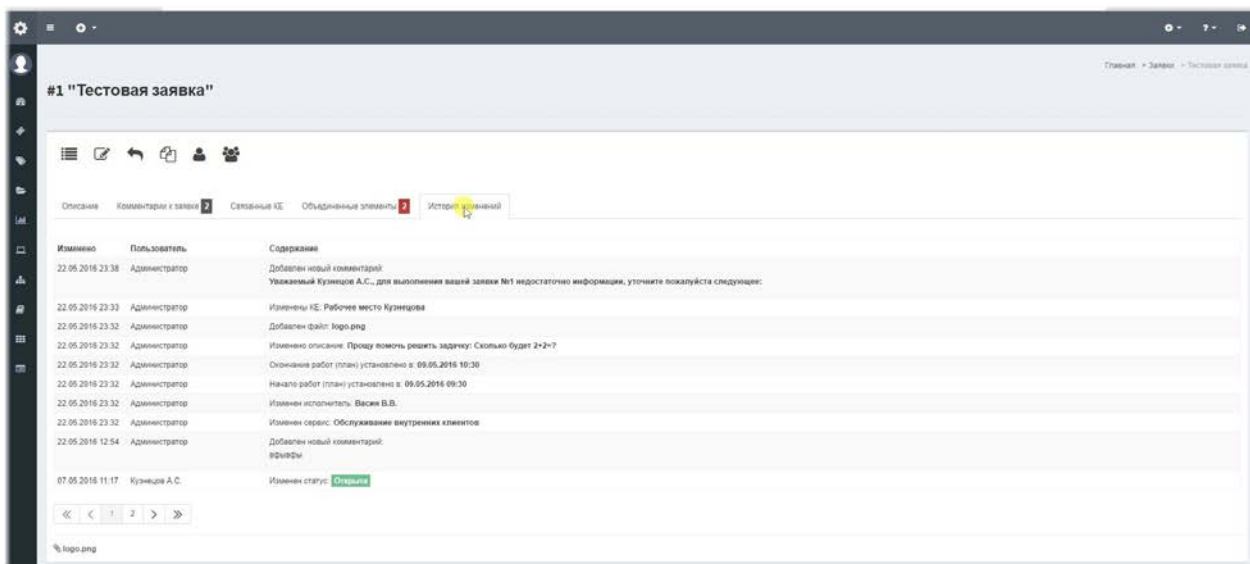 Главная > Заявки > Тестовая заявка
#1 "Тестовая заявка"
Описание Комментарии к заявке 2 Связанные КЕ Объединенные элементы 2 История изменений
Изменено Пользователь Содержание
22.05.2016 23:38 Администратор Добавлен новый комментарий:
Уважаемый Кузнецов А.С., для выполнения вашей заявки №1 недостаточно информации, уточните пожалуйста следующее:
22.05.2016 23:33 Администратор Изменены КЕ: Рабочее место Кузнецова
22.05.2016 23:32 Администратор Добавлен файл: logo.png
22.05.2016 23:32 Администратор Изменено описание: Прощу помочь решить задачку: Сколько будет 2+2=?
22.05.2016 23:32 Администратор Окончание работ (план) установлено в: 09.05.2016 10:30
22.05.2016 23:32 Администратор Начало работ (план) установлено в: 09.05.2016 09:30
22.05.2016 23:32 Администратор Изменен исполнитель: Васин В.В.
22.05.2016 23:32 Администратор Изменен сервис: Обслуживание внутренних клиентов
22.05.2016 12:54 Администратор Добавлен новый комментарий:
вфывфы
07.05.2016 11:17 Кузнецов А.С. Изменен статус: Открыта
« < 1 2 > »
logo.png